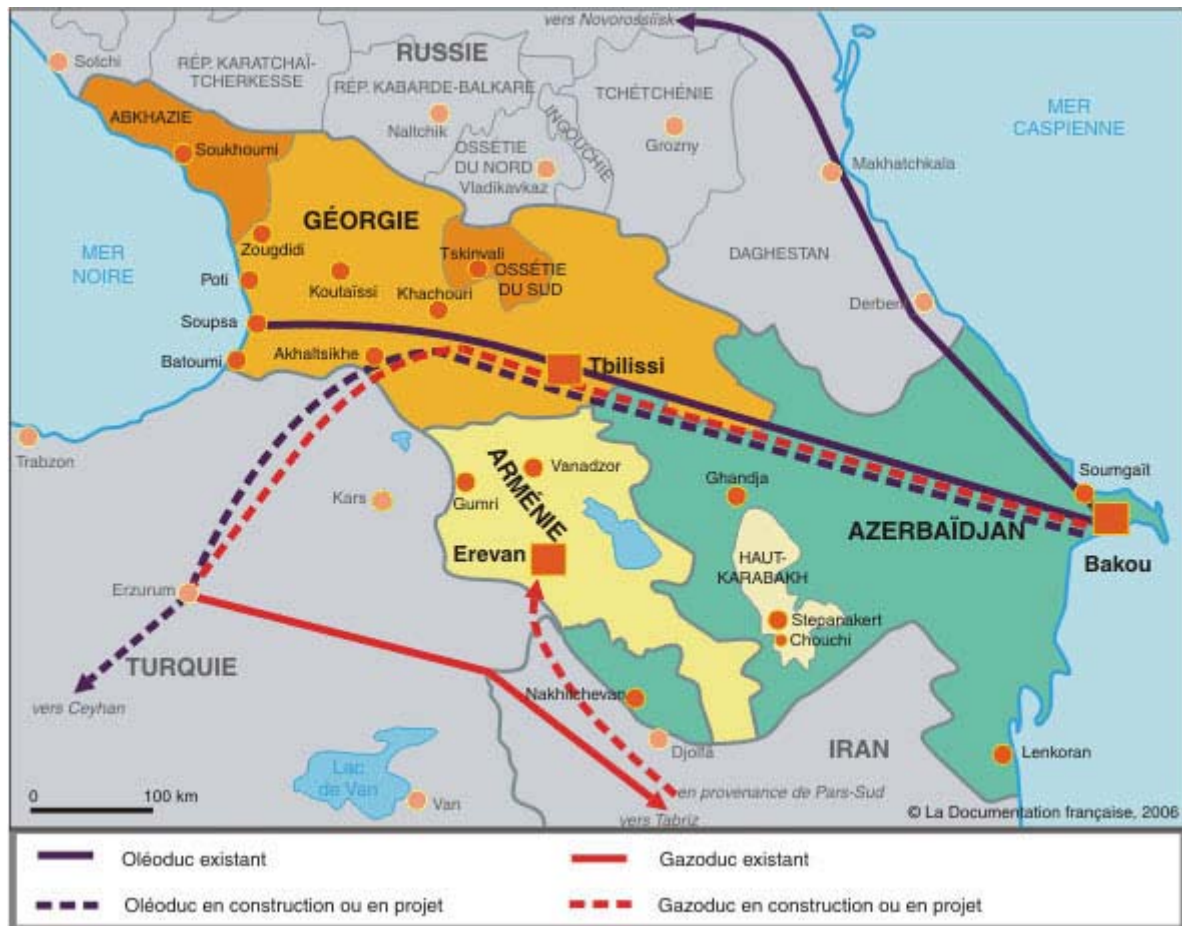 vers Novorossiïsk
Sotchi
RÉP. KARATCHAÏ-
TCHERKESSE
RUSSIE
RÉP. KABARDE-BALKARE
Naltchik
TCHÉTCHÉNIE
Grozny
INGOUCHIE
OSSÉTIE
DU NORD
Vladikavkaz
MER
CASPIENNE
Makhatchkala
ABKHAZIE
Soukhoumi
GÉORGIE
Zougdidi
Tskinvali
OSSÉTIE
DU SUD
DAGHESTAN
MER
NOIRE
Poti
Koutaïssi
Khachouri
Derbent
Soupsa
Batoumi
Akhaltsikhe
Tbilissi
Trabzon
Kars
Gumri
Vanadzor
ARMÉNIE
Erevan
Ghandja
AZERBAÏDJAN
Soumgaït
Bakou
HAUT-
KARABAKH
Stepanakert
Chouchi
Erzurum
TURQUIE
vers Ceyhan
Nakhitchevan
Djolfa
IRAN
Lenkoran
Lac
de Van
Van
en provenance de Pars-Sud
vers Tabriz
0 100 km
© La Documentation française, 2006
Oléoduc existant
Gazoduc existant
Oléoduc en construction ou en projet
Gazoduc en construction ou en projet